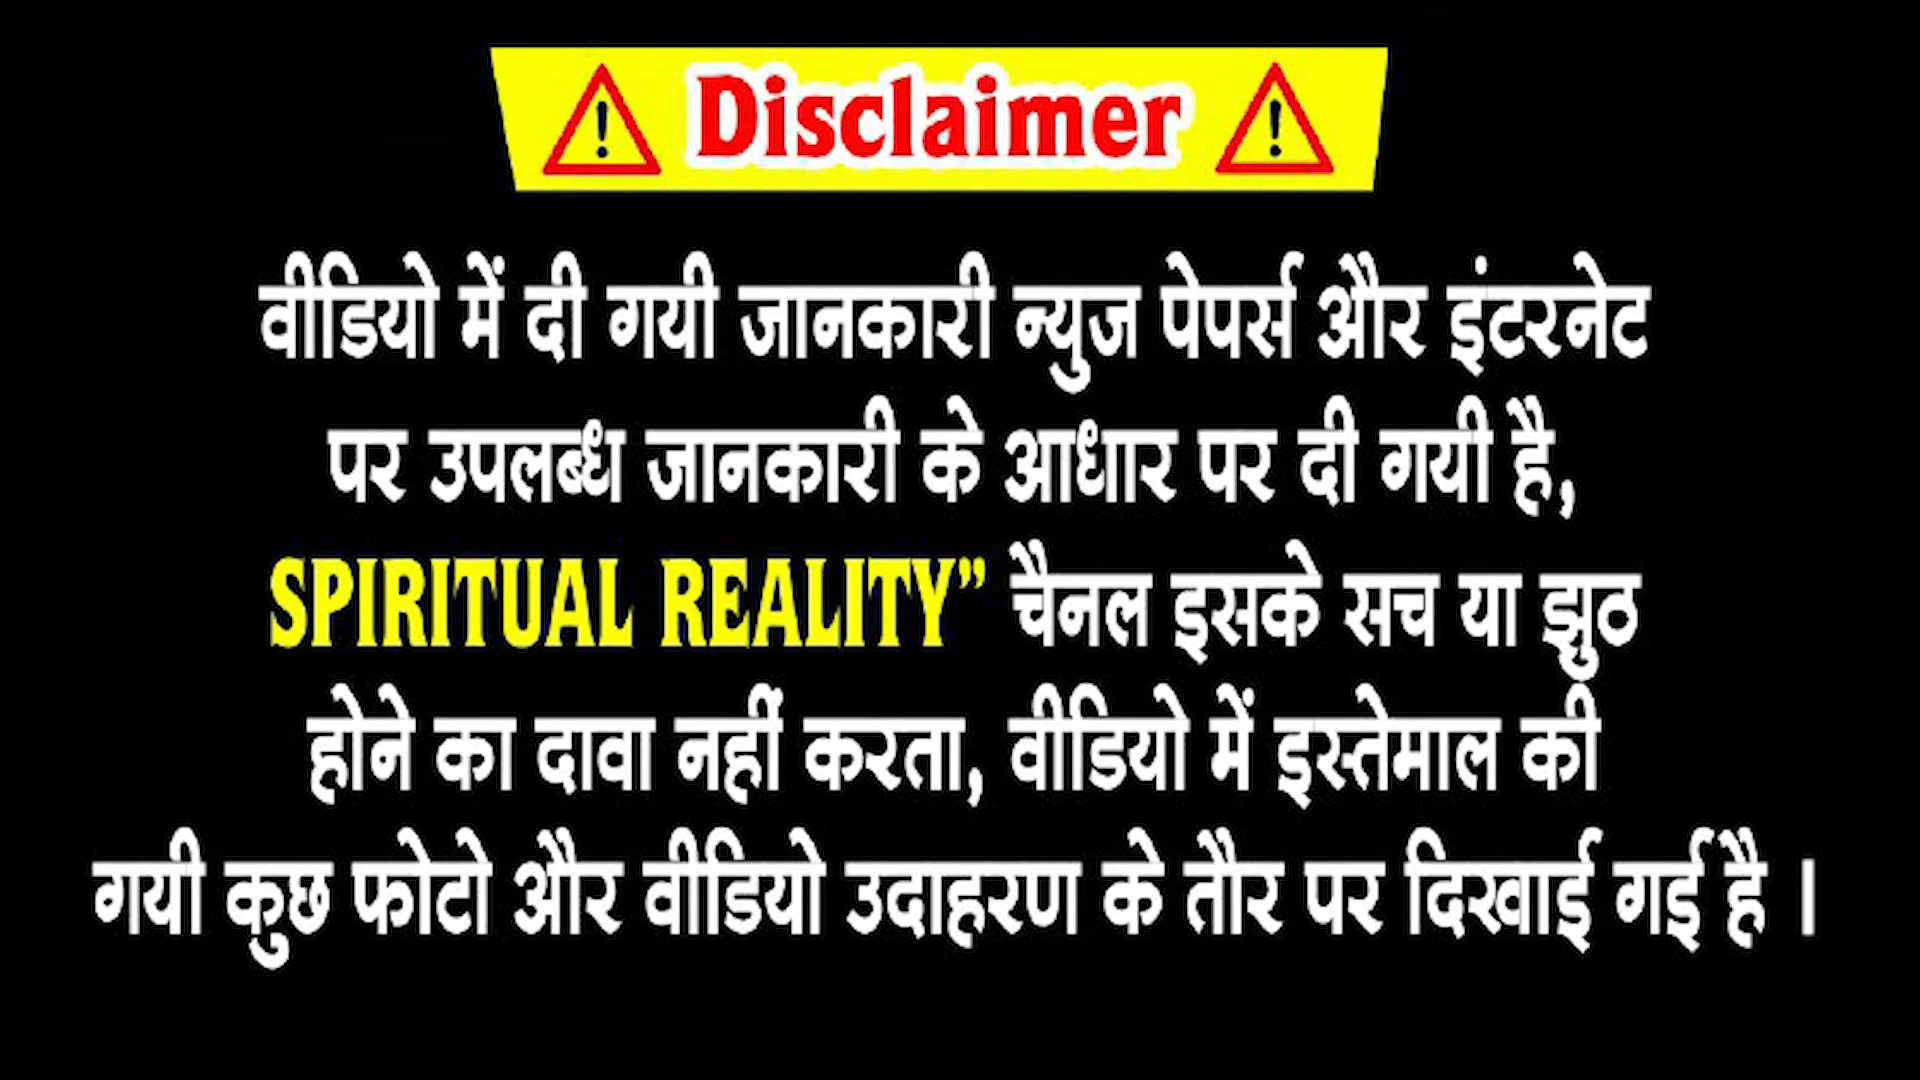 Disclaimer
वीडियो में दी गयी जानकारी न्युज पेपर्स और इंटरनेट
पर उपलब्ध जानकारी के आधार पर दी गयी है,
SPIRITUAL REALITY” चैनल इसके सच या झुठ
होने का दावा नहीं करता, वीडियो में इस्तेमाल की
गयी कुछ फोटो और वीडियो उदाहरण के तौर पर दिखाई गई है ।